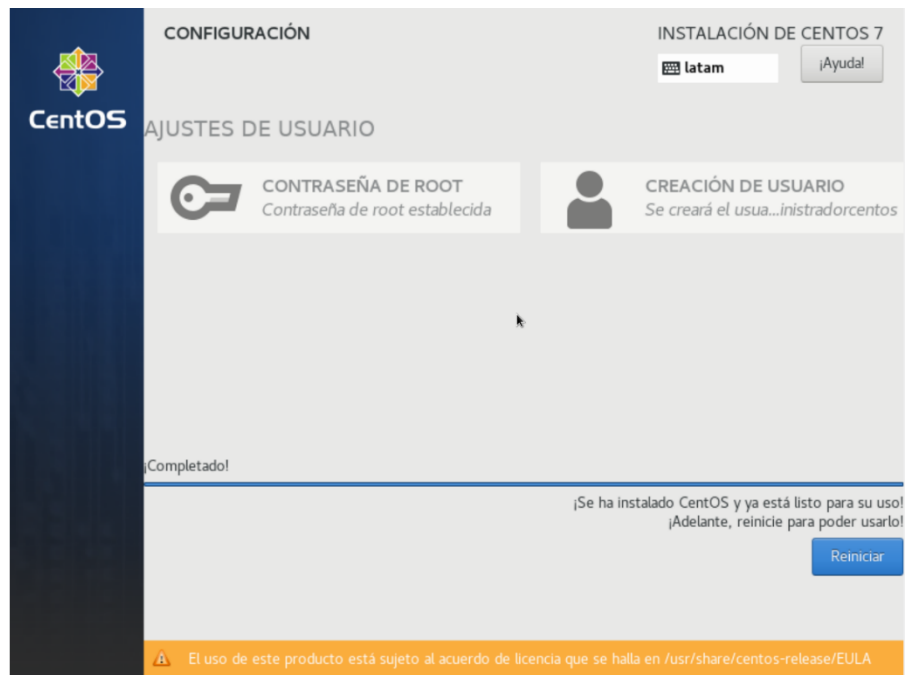 CONFIGURACIÓN
INSTALACIÓN DE CENTOS 7
latam
¡Ayuda!
CentOS
AJUSTES DE USUARIO
CONTRASEÑA DE ROOT
Contraseña de root establecida
CREACIÓN DE USUARIO
Se creará el usua...inistradorcentos
¡Completado!
¡Se ha instalado CentOS y ya está listo para su uso!
¡Adelante, reinicie para poder usarlo!
Reiniciar
El uso de este producto está sujeto al acuerdo de licencia que se halla en /usr/share/centos-release/EULA